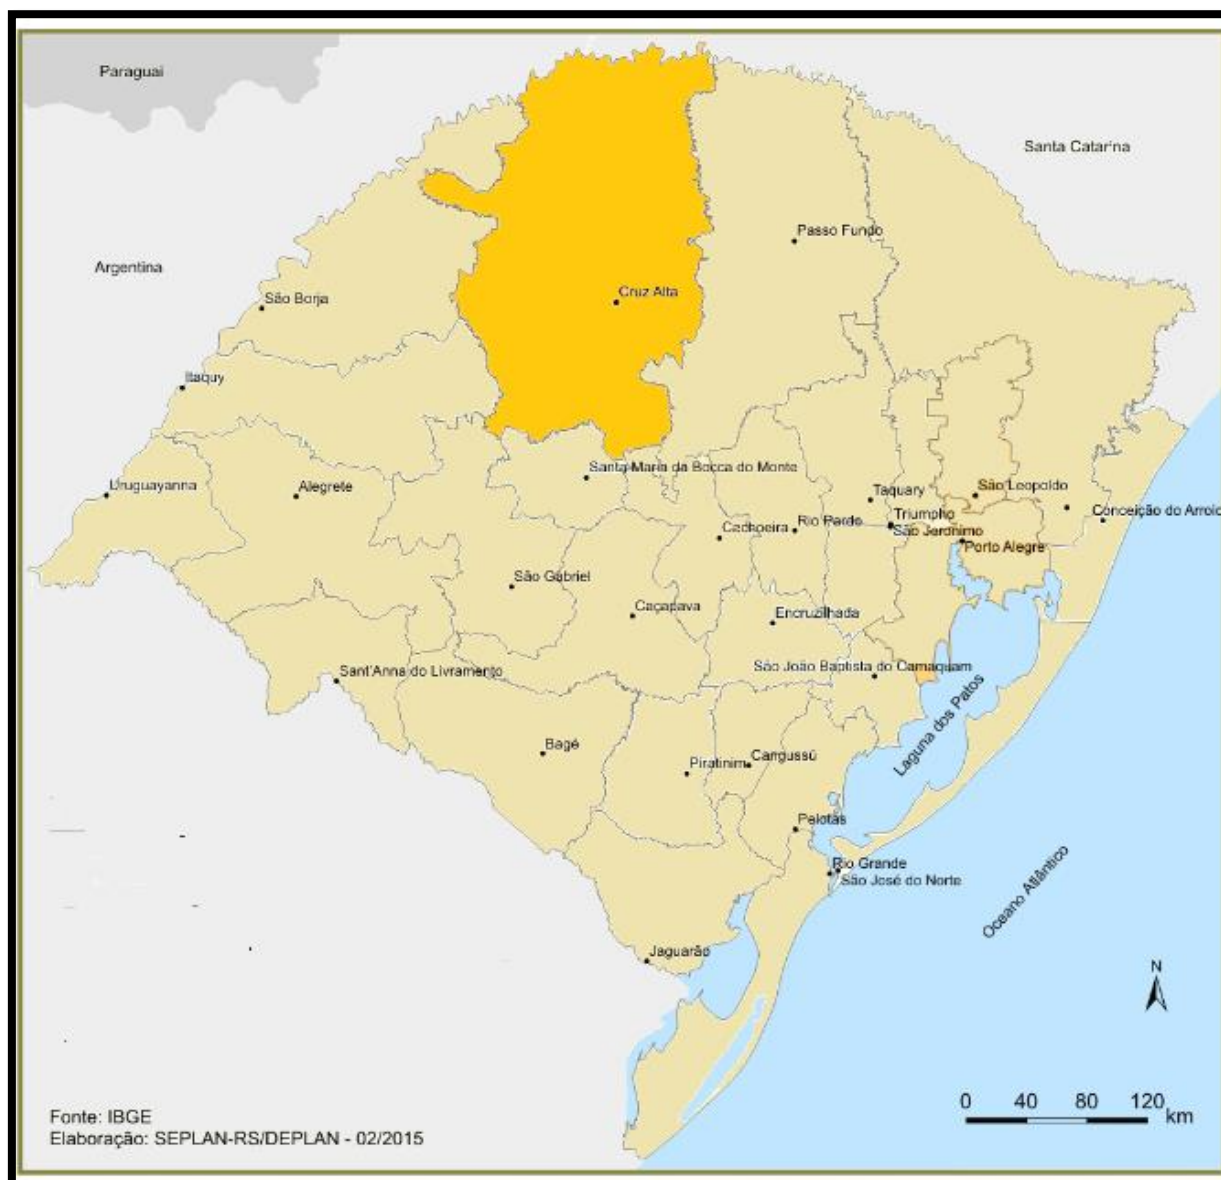 Paraguai
Santa Catarina
Passo Fundo
Argentina
Cruz Alta
São Borja
Itaquy
Santa Maria da Bocca do Monte
Uruguayanna
Alegrete
Taquary
São Leopoldo
Conceição do Arroio
Triumpho
Cachoeira
Rio Pardo
São Jeronimo
Porto Alegre
São Gabriel
Caçapava
Encruzilhada
São João Baptista do Camaquam
Sant'Anna do Livramento
Laguna dos Patos
Bagé
Piratinim
Cangussú
Pelotas
Rio Grande
São José do Norte
Oceano Atlântico
Jaguarão
N
0 40 80 120
km
Fonte: IBGE
Elaboração: SEPLAN-RS/DEPLAN - 02/2015